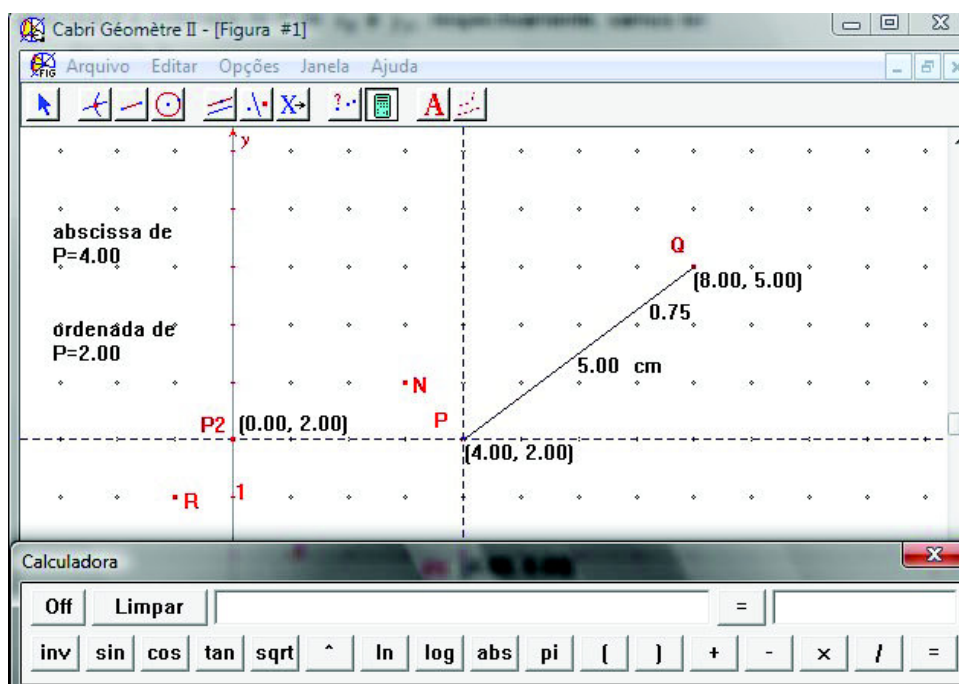 Cabri Géomètre II - [Figura #1]
FIG
Arquivo Editar Opções Janela Ajuda
X
?
A
y
abscissa de
P=4.00
Q
(8.00, 5.00)
0.75
ordenada de
P=2.00
5.00 cm
N
P
P2 (0.00, 2.00)
(4.00, 2.00)
R
1
Calculadora
Off Limpar =
inv sin cos tan sqrt ^ ln log abs pi ( ) + - x / =